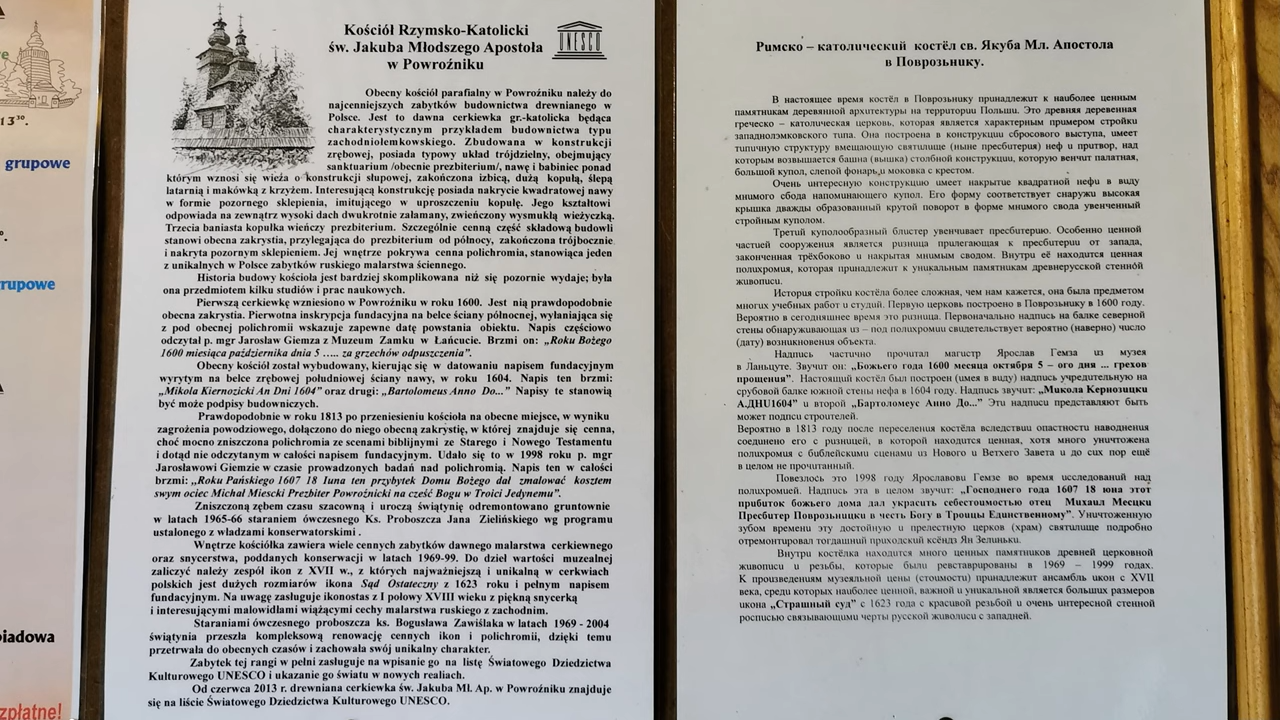 13³⁰.
grupowe
rupowe
piadowa
zpłatne!
Kościół Rzymsko-Katolicki
św. Jakuba Młodszego Apostoła
w Powroźniku
UNESCO
Obecny kościół parafialny w Powroźniku należy do
najcenniejszych zabytków budownictwa drewnianego w
Polsce. Jest to dawna cerkiewka gr.-katolicka będąca
charakterystycznym przykładem budownictwa typu
zachodniołemkowskiego. Zbudowana w konstrukcji
zrębowej, posiada typowy układ trójdzielny, obejmujący
sanktuarium /obecnie prezbiterium/, nawę i babiniec ponad
którym wznosi się wieża o konstrukcji słupowej, zakończona izbicą, dużą kopułą, ślepą
latarnią i makówką z krzyżem. Interesującą konstrukcję posiada nakrycie kwadratowej nawy
w formie pozornego sklepienia, imitującego w uproszczeniu kopułę. Jego kształtowi
odpowiada na zewnątrz wysoki dach dwukrotnie załamany, zwieńczony wysmukłą wieżyczką.
Trzecia baniasta kopułka wieńczy prezbiterium. Szczególnie cenną część składową budowli
stanowi obecna zakrystia, przylegająca do prezbiterium od północy, zakończona trójbocznie
i nakryta pozornym sklepieniem. Jej wnętrze pokrywa cenna polichromia, stanowiąca jeden
z unikalnych w Polsce zabytków ruskiego malarstwa ściennego.
Historia budowy kościoła jest bardziej skomplikowana niż się pozornie wydaje; była
ona przedmiotem kilku studiów i prac naukowych.
Pierwszą cerkiewkę wzniesiono w Powroźniku w roku 1600. Jest nią prawdopodobnie
obecna zakrystia. Pierwotna inskrypcja fundacyjna na belce ściany północnej, wyłaniająca się
z pod obecnej polichromii wskazuje zapewne datę powstania obiektu. Napis częściowo
odczytał p. mgr Jarosław Giemza z Muzeum Zamku w Łańcucie. Brzmi on: „Roku Bożego
1600 miesiąca października dnia 5 ….. za grzechów odpuszczenia”.
Obecny kościół został wybudowany, kierując się w datowaniu napisem fundacyjnym
wyrytym na belce zrębowej południowej ściany nawy, w roku 1604. Napis ten brzmi:
„Mikola Kiernozicki An Dni 1604” oraz drugi: „Bartolomeus Anno Do...” Napisy te stanowią
być może podpisy budowniczych.
Prawdopodobnie w roku 1813 po przeniesieniu kościoła na obecne miejsce, w wyniku
zagrożenia powodziowego, dołączono do niego obecną zakrystię, w której znajduje się cenna,
choć mocno zniszczona polichromia ze scenami biblijnymi ze Starego i Nowego Testamentu
i dotąd nie odczytanym w całości napisem fundacyjnym. Udało się to w 1998 roku p. mgr
Jarosławowi Giemzie w czasie prowadzonych badań nad polichromią. Napis ten w całości
brzmi: „Roku Pańskiego 1607 18 Iuna ten przybytek Domu Bożego dał zmalować kosztem
swym ociec Michał Miescki Prezbiter Powroźnicki na cześć Bogu w Troici Jedynemu”.
Zniszczoną zębem czasu szacowną i uroczą świątynię odremontowano gruntownie
w latach 1965-66 staraniem ówczesnego Ks. Proboszcza Jana Zielińskiego wg programu
ustalonego z władzami konserwatorskimi .
Wnętrze kościółka zawiera wiele cennych zabytków dawnego malarstwa cerkiewnego
oraz snycerstwa, poddanych konserwacji w latach 1969-99. Do dzieł wartości muzealnej
zaliczyć należy zespół ikon z XVII w., z których najważniejszą i unikalną w cerkwiach
polskich jest dużych rozmiarów ikona Sąd Ostateczny z 1623 roku i pełnym napisem
fundacyjnym. Na uwagę zasługuje ikonostas z I połowy XVIII wieku z piękną snycerką
i interesującymi malowidłami wiążącymi cechy malarstwa ruskiego z zachodnim.
Staraniami ówczesnego proboszcza ks. Bogusława Zawiślaka w latach 1969 - 2004
świątynia przeszła kompleksową renowację cennych ikon i polichromii, dzięki temu
przetrwała do obecnych czasów i zachowała swój unikalny charakter.
Zabytek tej rangi w pełni zasługuje na wpisanie go na listę Światowego Dziedzictwa
Kulturowego UNESCO i ukazanie go światu w nowych realiach.
Od czerwca 2013 r. drewniana cerkiewka św. Jakuba Mł. Ap. w Powroźniku znajduje
się na liście Światowego Dziedzictwa Kulturowego UNESCO.
Римско – католический костёл св. Якуба Мл. Апостола
в Поврозьнику.
В настоящее время костёл в Поврозьнику принадлежит к наиболее ценным
памятникам деревянной архитектуры на территории Польши. Это древняя деревенная
греческо – католическая церковь, которая является характерным примером стройки
западнолэмковского типа. Она построена в конструкции сбросового выступа, имеет
типичную структуру вмещающую святилище (ныне пресбитерия) неф и притвор, над
которым возвышается башна (вышка) столбной конструкции, которую венчит палатная,
большой купол, слепой фонарь,и моковка с крестом.
Очень интересную конструкцию имеет накрытие квадратной нефи в виду
мнимого сбода напоминающего купол. Его форму соответствует снаружи высокая
крышка дважды образованный крутой поворот в форме мнимого свода увенченный
стройным куполом.
Третий куполообразный блистер увенчает пресбитерию. Особенно ценной
частией сооружения является ризница прилегающая к пресбитерии от запада,
законченная трёхбоково и накрытая мнимым сводом. Внутри её находится ценная
полихромия, которая принадлежит к уникальным памятникам древнерусской стенной
живописи.
История стройки костёла более сложная, чем нам кажется, она была предметом
многих учебных работ и студий. Первую церковь построено в Поврозьнику в 1600 году.
Вероятно в сегодняшнее время это ризница. Первоначально надпись на балке северной
стены обнаруживающая из – под полихромии свидетельствует вероятно (наверно) число
(дату) возникновения объекта.
Надпись частично прочитал магистр Ярослав Гемза из музея
в Ланьцуте. Звучит он: „Божьего года 1600 месяца октября 5 – ого дня ... грехов
прощения”. Настоящий костёл был построен (имея в виду) надпись учредительную на
срубовой балке южной стены нефа в 1604 году. Надпись звучит: „Микола Кернозицки
А.ДНИ1604” и второй „Бартоломеус Анно До...” Эти надписи представляют быть
может подписи строителей.
Вероятно в 1813 году после переселения костёла вследствии опастности наводнения
соединено его с ризницей, в которой находится ценная, хотя много уничтожена
полихромия с библейскими сценами из Нового и Ветхего Завета и до сих пор ещё
в целом не прочитанный.
Повезлось это 1998 году Ярославови Гемзе во время исследований над
полихромией. Надпись эта в целом звучит: „Господнего года 1607 18 июна этот
прибиток божьего дома дал украсить себестоимостью отец Михаил Месцки
Пресбитер Поврозьницки в честь Богу в Троицы Единственному”. Уничтоженную
зубом времени эту достойную и прелестную церков (храм) святилище подробно
отремонтировал тогдашний приходский ксёндз Ян Зелиньки.
Внутри костёлка находится много ценных памятников древней церковной
живописи и резьбы, которые были ревставрированы в 1969 – 1999 годах.
К произведениям музеяльной цены (стоимости) принадлежит ансамбль икон с XVII
века, среди которых наиболее ценной, важной и уникальной является больших размеров
икона „Страшный суд” с 1623 года с красивой резьбой и очень интересной стенной
росписью связывающими черты русской живописи с западней.